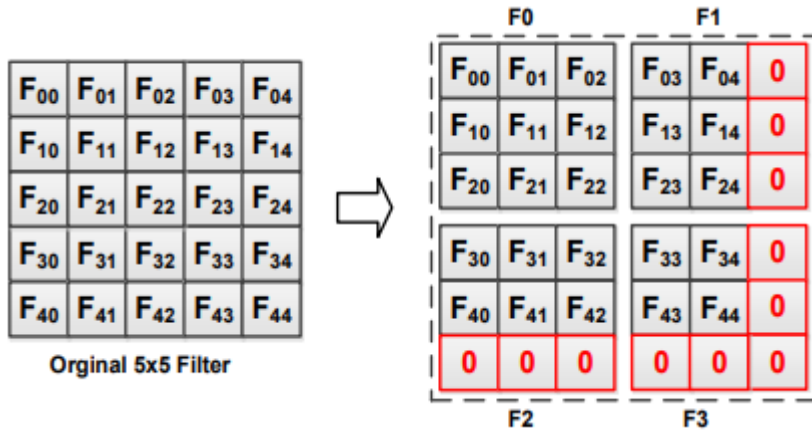 F0 F1
F00 F01 F02 F03 F04
F10 F11 F12 F13 F14
F20 F21 F22 F23 F24
F30 F31 F32 F33 F34
F40 F41 F42 F43 F44
Orginal 5x5 Filter
F00 F01 F02 F03 F04 0
F10 F11 F12 F13 F14 0
F20 F21 F22 F23 F24 0
F30 F31 F32 F33 F34 0
F40 F41 F42 F43 F44 0
0 0 0 0 0 0
F2 F3